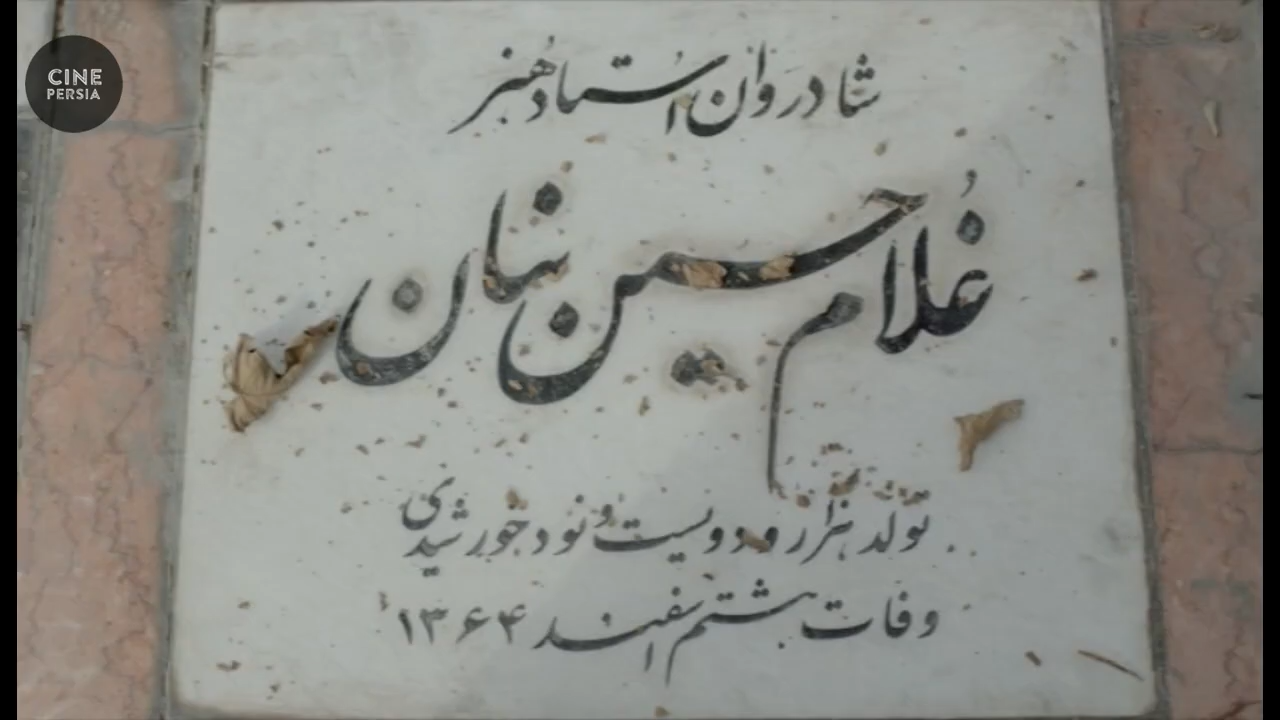 CINE
PERSIA
شادروان استاد هنر
غلامحسین بنان
تولد هزار و دویست و نود خورشیدی
وفات هشتم اسفند ۱۳۶۴